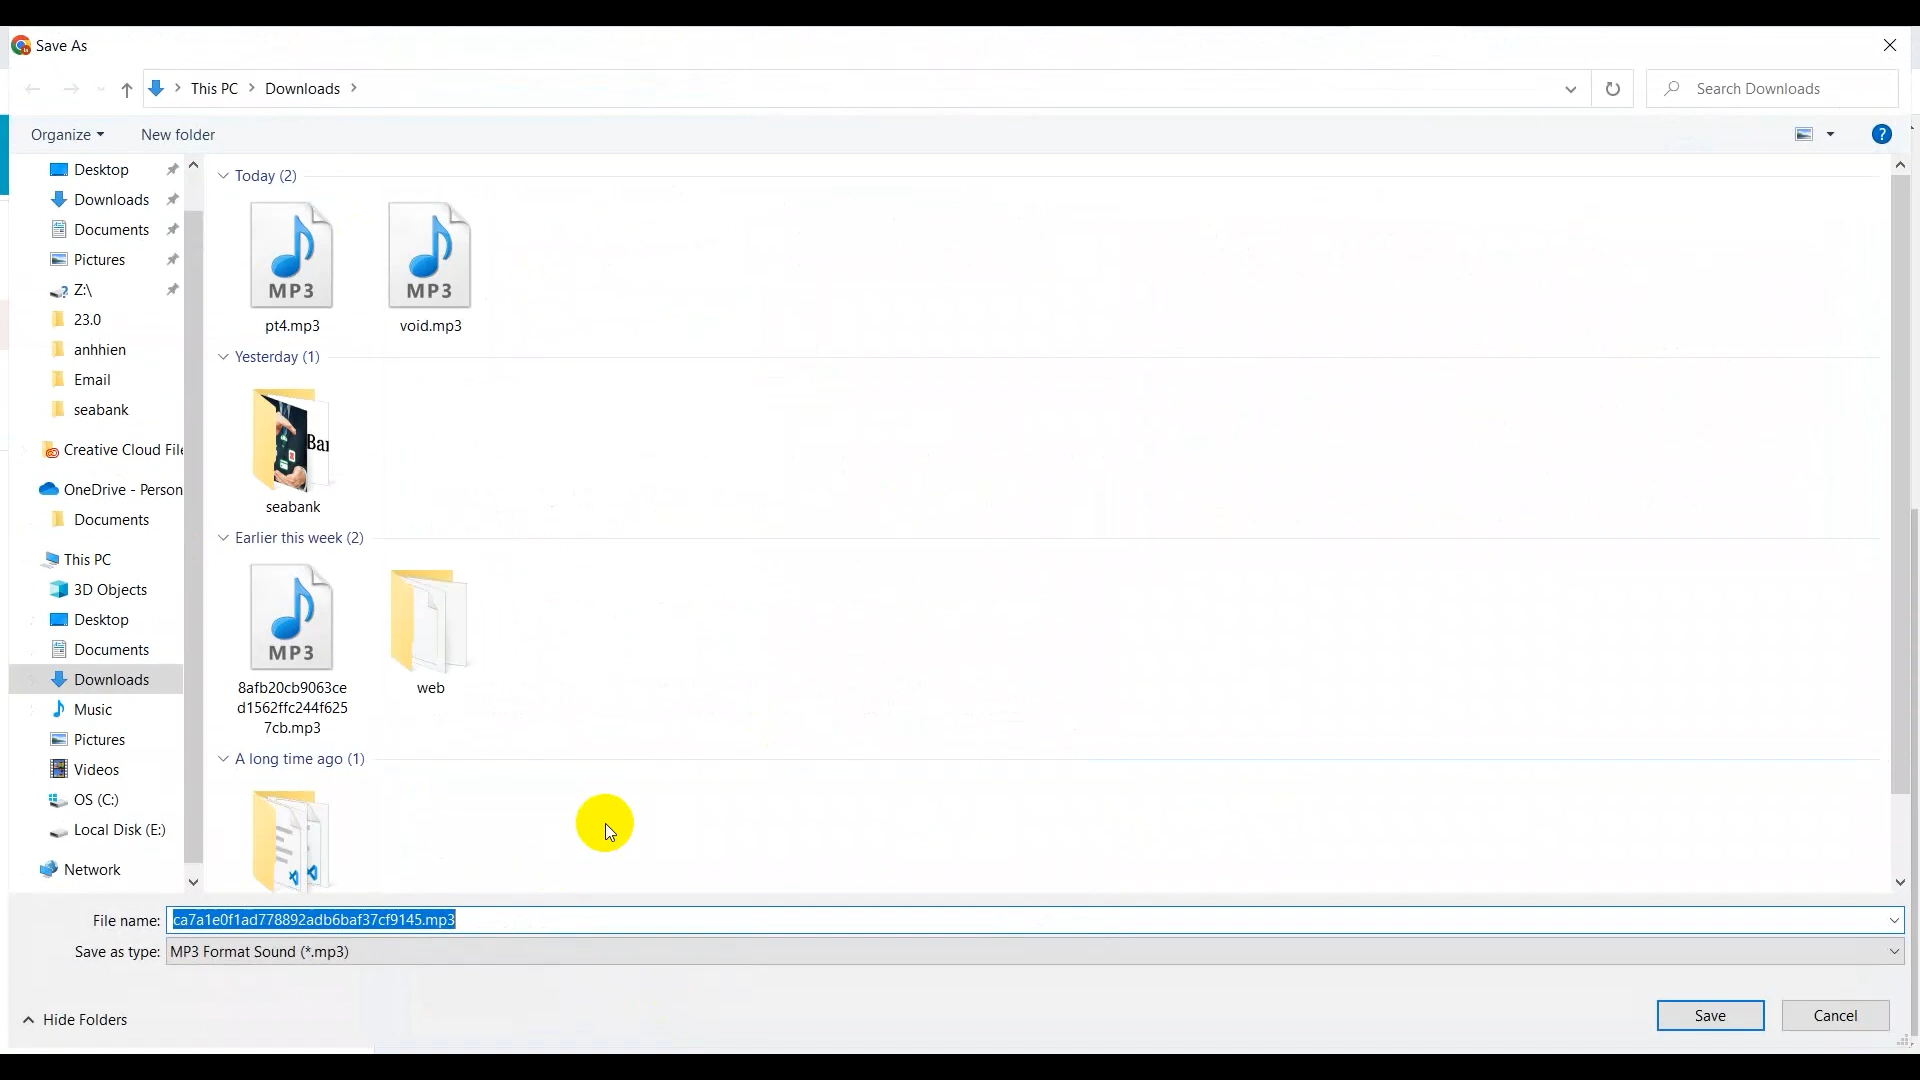 Save As
This PC
Downloads
Search Downloads
Organize
New folder
?
Desktop
Downloads
Documents
Pictures
Z:\
23.0
anhhien
Email
seabank
Creative Cloud File
OneDrive - Person
Documents
This PC
3D Objects
Desktop
Documents
Downloads
Music
Pictures
Videos
OS (C:)
Local Disk (E:)
Network
Today (2)
MP3
pt4.mp3
MP3
void.mp3
Yesterday (1)
Ban
seabank
Earlier this week (2)
MP3
8afb20cb9063ce
d1562ffc244f625
7cb.mp3
web
A long time ago (1)
File name: ca7a1e0f1ad778892adb6baf37cf9145.mp3
Save as type: MP3 Format Sound (*.mp3)
Hide Folders
Save
Cancel